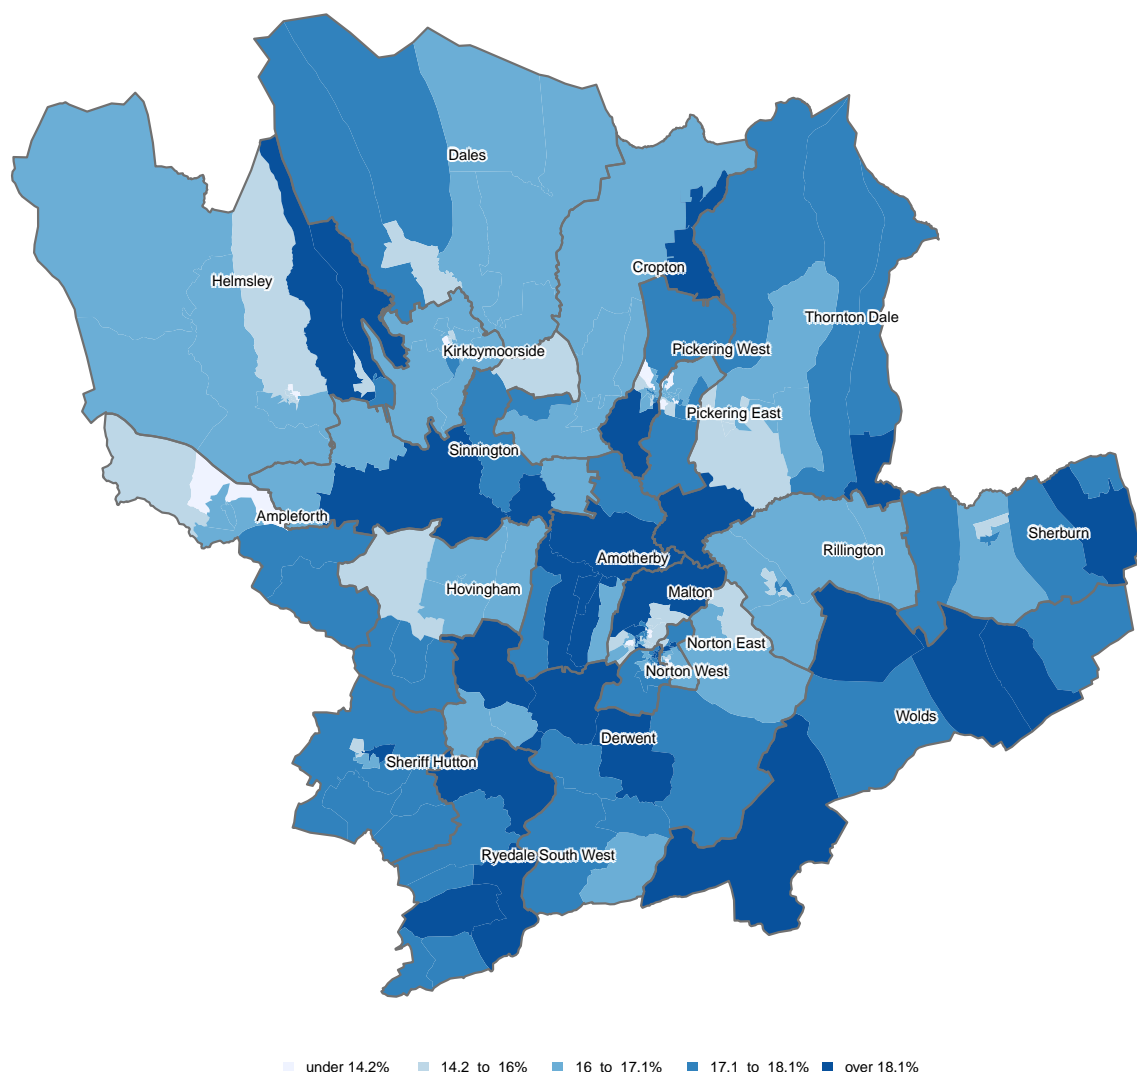 Dales
Cropton
Helmsley
Thornton Dale
Kirkbymoorside
Pickering West
Pickering East
Sinnington
Ampleforth
Sherburn
Rillington
Amotherby
Hovingham
Malton
Norton East
Norton West
Wolds
Derwent
Sheriff Hutton
Ryedale South West
under 14.2% 14.2 to 16% 16 to 17.1% 17.1 to 18.1% over 18.1%